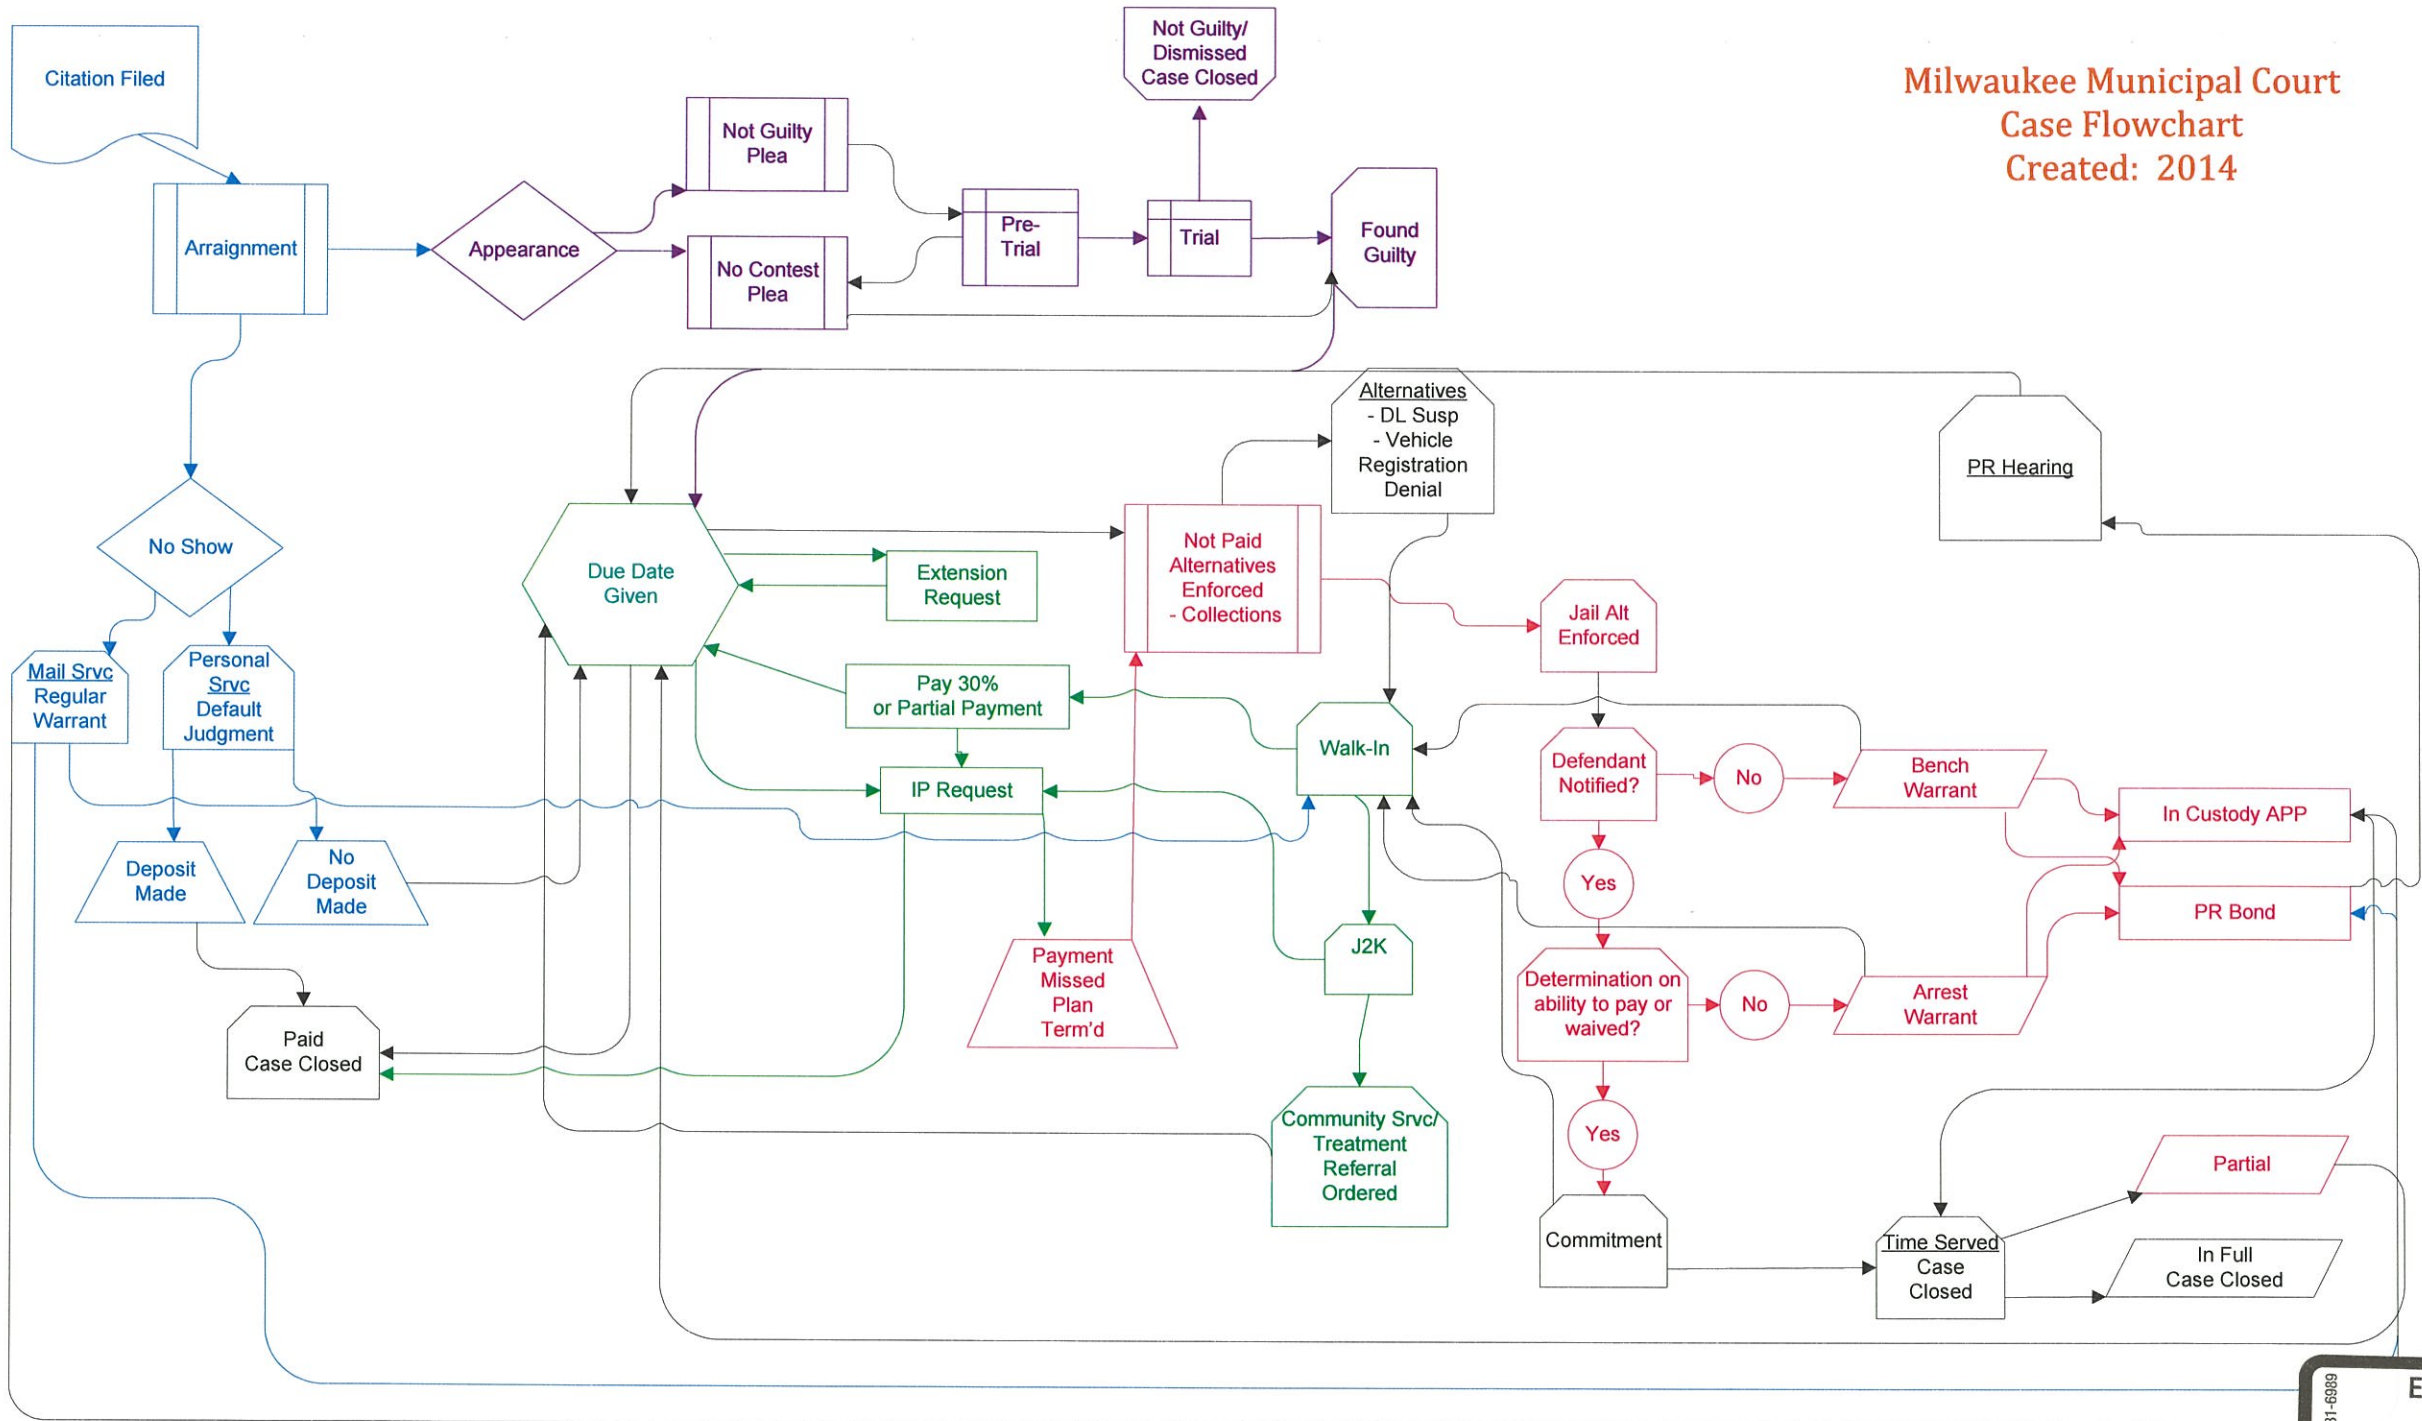 Citation Filed
Not Guilty/
Dismissed
Case Closed
Milwaukee Municipal Court
Case Flowchart
Created: 2014
Not Guilty
Plea
Arraignment
Appearance
No Contest
Plea
Pre-
Trial
Trial
Found
Guilty
Alternatives
- DL Susp
- Vehicle
Registration
Denial
PR Hearing
No Show
Due Date
Given
Extension
Request
Not Paid
Alternatives
Enforced
- Collections
Jail Alt
Enforced
Mail Srvc
Regular
Warrant
Personal
Srvc
Default
Judgment
Pay 30%
or Partial Payment
Walk-In
Defendant
Notified?
No
Bench
Warrant
IP Request
In Custody APP
Deposit
Made
No
Deposit
Made
Yes
PR Bond
J2K
Payment
Missed
Plan
Term'd
Determination on
ability to pay or
waived?
No
Arrest
Warrant
Paid
Case Closed
Community Srvc/
Treatment
Referral
Ordered
Yes
Partial
Commitment
Time Served
Case
Closed
In Full
Case Closed
31-6989
E